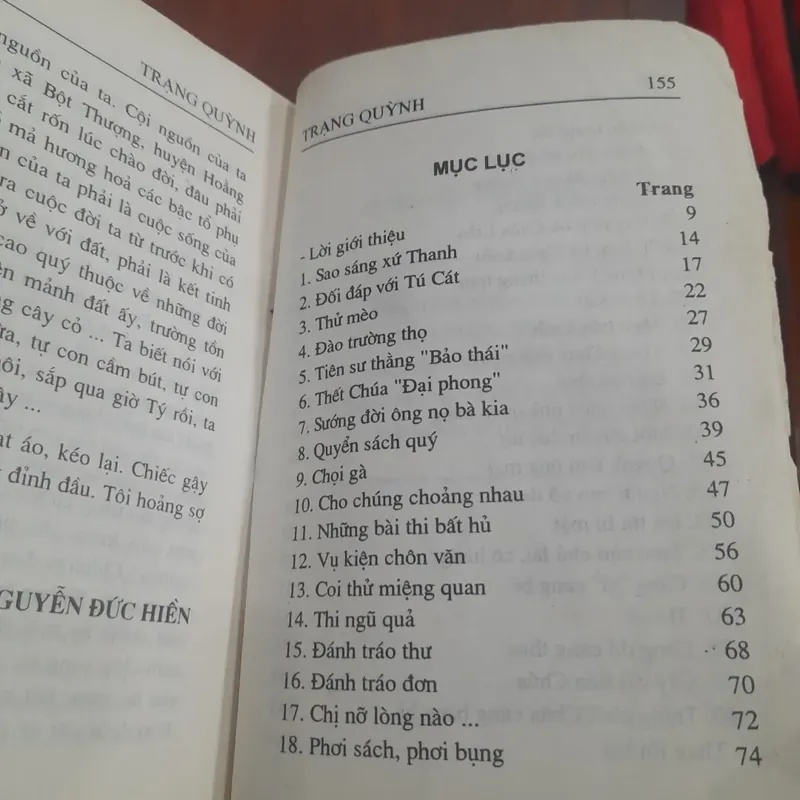 TRẠNG QUỲNH
nguồn của ta. Cội nguồn của ta
xã Bột Thượng, huyện Hoằng
cắt rốn lúc chào đời, đâu phải
mả hương hoả các bậc tổ phụ
của ta phải là cuộc sống của
ra cuộc đời ta từ trước khi có
về với đất, phải là kết tinh
cao quý thuộc về những đời
mảnh đất ấy, trường tồn
cây cỏ ... Ta biết nói với
tự con cầm bút, tự con
sắp qua giờ Tý rồi, ta
...
áo, kéo lại. Chiếc gậy
đỉnh đầu. Tôi hoảng sợ
NGUYỄN ĐỨC HIỀN
TRẠNG QUỲNH 155
MỤC LỤC
Trang
- Lời giới thiệu 9
1. Sao sáng xứ Thanh 14
2. Đối đáp với Tú Cát 17
3. Thử mèo 22
4. Đào trường thọ 27
5. Tiên sư thằng "Bảo thái" 29
6. Thết Chúa "Đại phong" 31
7. Sướng đời ông nọ bà kia 36
8. Quyển sách quý 39
9. Chọi gà 45
10. Cho chúng choảng nhau 47
11. Những bài thi bất hủ 50
12. Vụ kiện chôn văn 56
13. Coi thử miệng quan 60
14. Thi ngũ quả 63
15. Đánh tráo thư 68
16. Đánh tráo đơn 70
17. Chị nỡ lòng nào ... 72
18. Phơi sách, phơi bụng 74